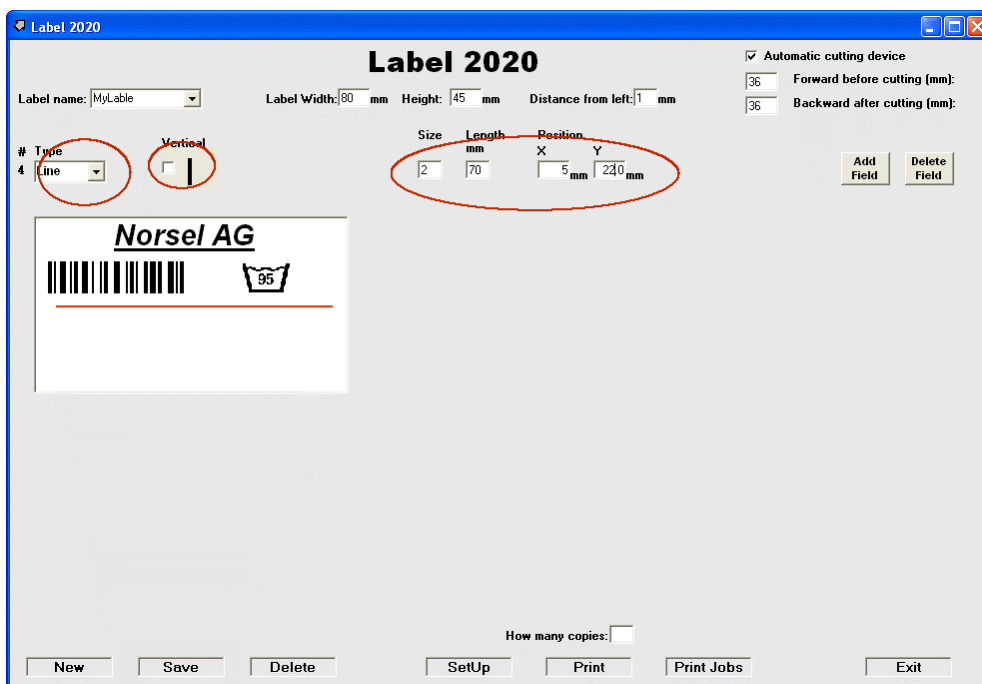 Label 2020
Label 2020
Automatic cutting device
36 Forward before cutting (mm):
Label name: MyLable Label Width: 80 mm Height: 45 mm Distance from left: 1 mm
36 Backward after cutting (mm):
Size Length Position
# Type Vertical mm X Y
4 Line 2 70 5 mm 220 mm
Add Field
Delete Field
Norsel AG
95
How many copies:
New Save Delete SetUp Print Print Jobs Exit